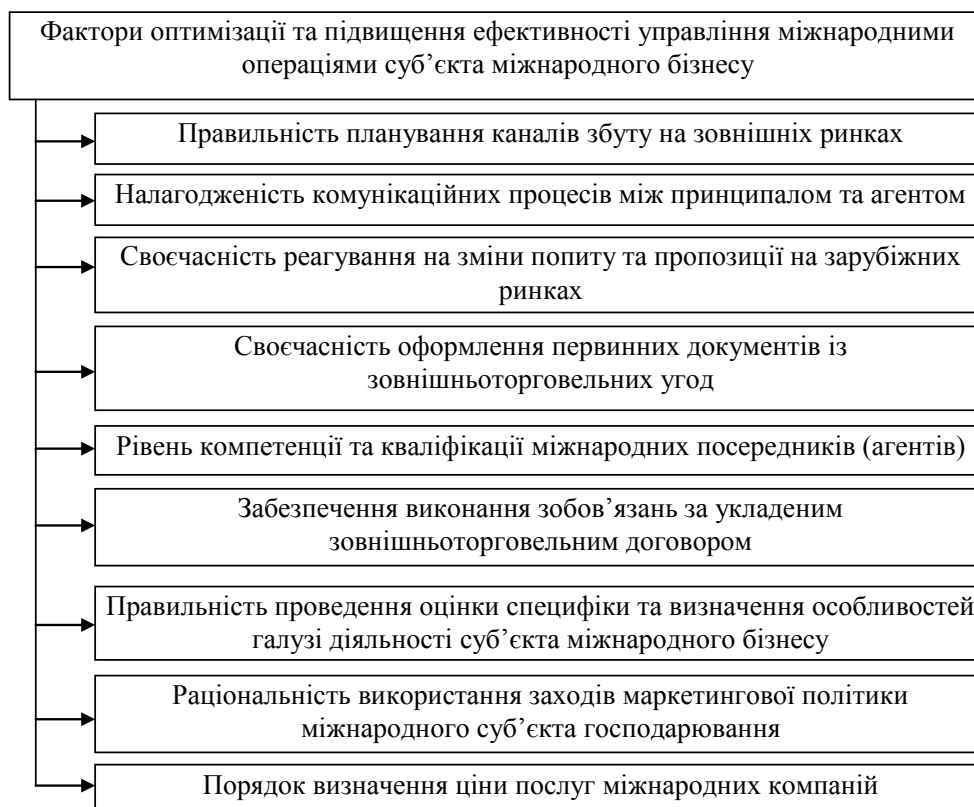 Фактори оптимізації та підвищення ефективності управління міжнародними
операціями суб’єкта міжнародного бізнесу
Правильність планування каналів збуту на зовнішніх ринках
Налагодженість комунікаційних процесів між принципалом та агентом
Своєчасність реагування на зміни попиту та пропозиції на зарубіжних
ринках
Своєчасність оформлення первинних документів із
зовнішньоторговельних угод
Рівень компетенції та кваліфікації міжнародних посередників (агентів)
Забезпечення виконання зобов’язань за укладеним
зовнішньоторговельним договором
Правильність проведення оцінки специфіки та визначення особливостей
галузі діяльності суб’єкта міжнародного бізнесу
Раціональність використання заходів маркетингової політики
міжнародного суб’єкта господарювання
Порядок визначення ціни послуг міжнародних компаній